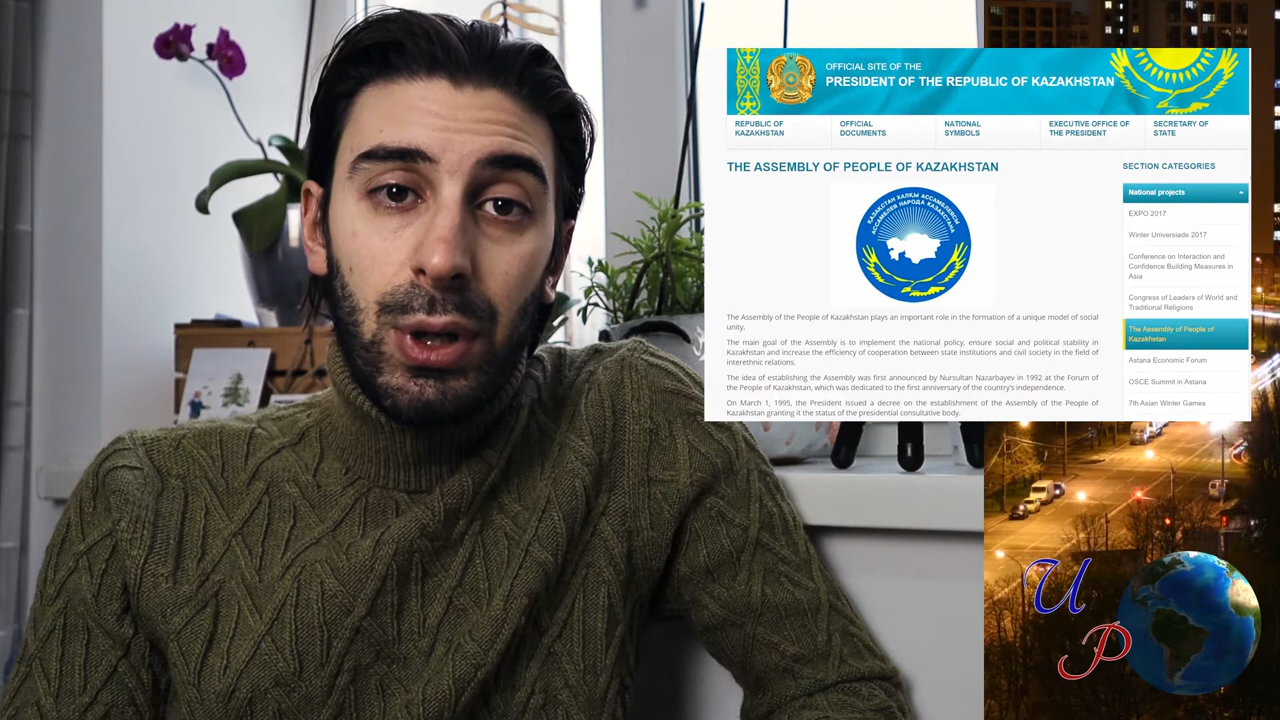 OFFICIAL SITE OF THE
PRESIDENT OF THE REPUBLIC OF KAZAKHSTAN
REPUBLIC OF
KAZAKHSTAN
OFFICIAL
DOCUMENTS
NATIONAL
SYMBOLS
EXECUTIVE OFFICE OF
THE PRESIDENT
SECRETARY OF
STATE
THE ASSEMBLY OF PEOPLE OF KAZAKHSTAN
ҚАЗАҚСТАН ХАЛҚЫ АССАМБЛЕЯСЫ
АССАМБЛЕЯ НАРОДА КАЗАХСТАНА
The Assembly of the People of Kazakhstan plays an important role in the formation of a unique model of social
unity.
The main goal of the Assembly is to implement the national policy, ensure social and political stability in
Kazakhstan and increase the efficiency of cooperation between state institutions and civil society in the field of
interethnic relations.
The idea of establishing the Assembly was first announced by Nursultan Nazarbayev in 1992 at the Forum of
the People of Kazakhstan, which was dedicated to the first anniversary of the country's independence.
On March 1, 1995, the President issued a decree on the establishment of the Assembly of the People of
Kazakhstan granting it the status of the presidential consultative body.
SECTION CATEGORIES
National projects
EXPO 2017
Winter Universiade 2017
Conference on Interaction and
Confidence Building Measures in
Asia
Congress of Leaders of World and
Traditional Religions
The Assembly of People of
Kazakhstan
Astana Economic Forum
OSCE Summit in Astana
7th Asian Winter Games
U
P